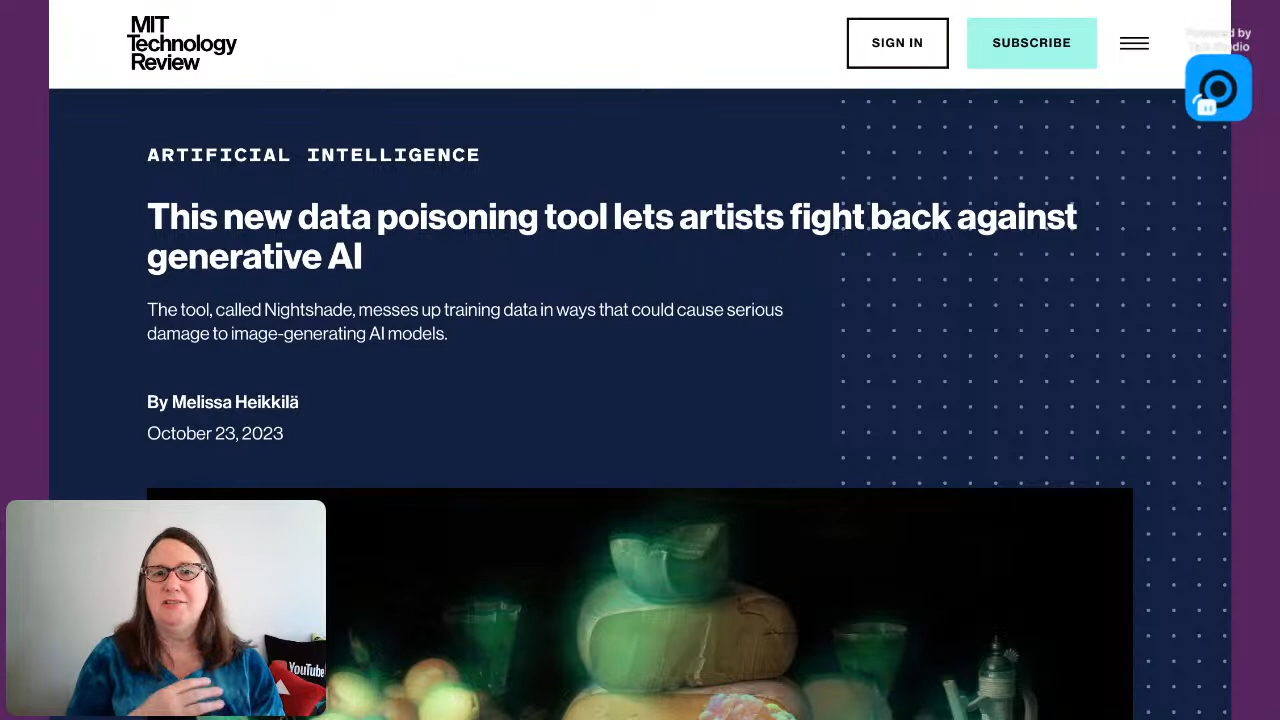 MIT
Technology
Review
SIGN IN
SUBSCRIBE
Powered by
ARTIFICIAL INTELLIGENCE
This new data poisoning tool lets artists fight back against
generative AI
The tool, called Nightshade, messes up training data in ways that could cause serious
damage to image-generating AI models.
By Melissa Heikkilä
October 23, 2023
YouTube